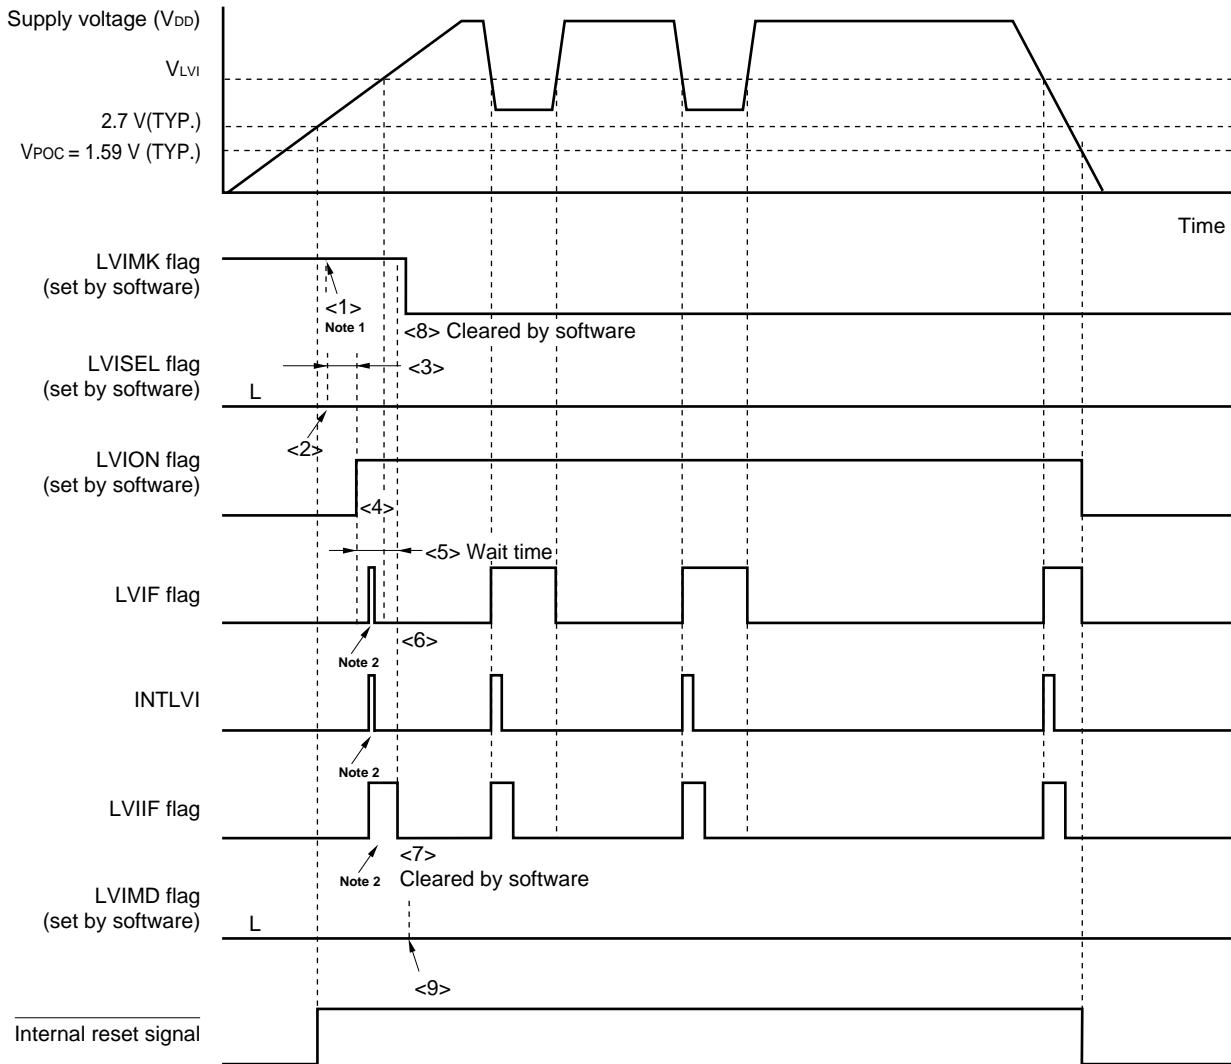 Supply voltage (VDD)
VLVI
2.7 V(TYP.)
VPOC = 1.59 V (TYP.)
Time
LVIMK flag
(set by software)
<1>
Note 1
<8> Cleared by software
LVISEL flag
(set by software)
<3>
L
<2>
LVION flag
(set by software)
<4>
<5> Wait time
LVIF flag
<6>
Note 2
INTLVI
Note 2
LVIIF flag
<7>
Note 2
Cleared by software
LVIMD flag
(set by software)
L
<9>
Internal reset signal